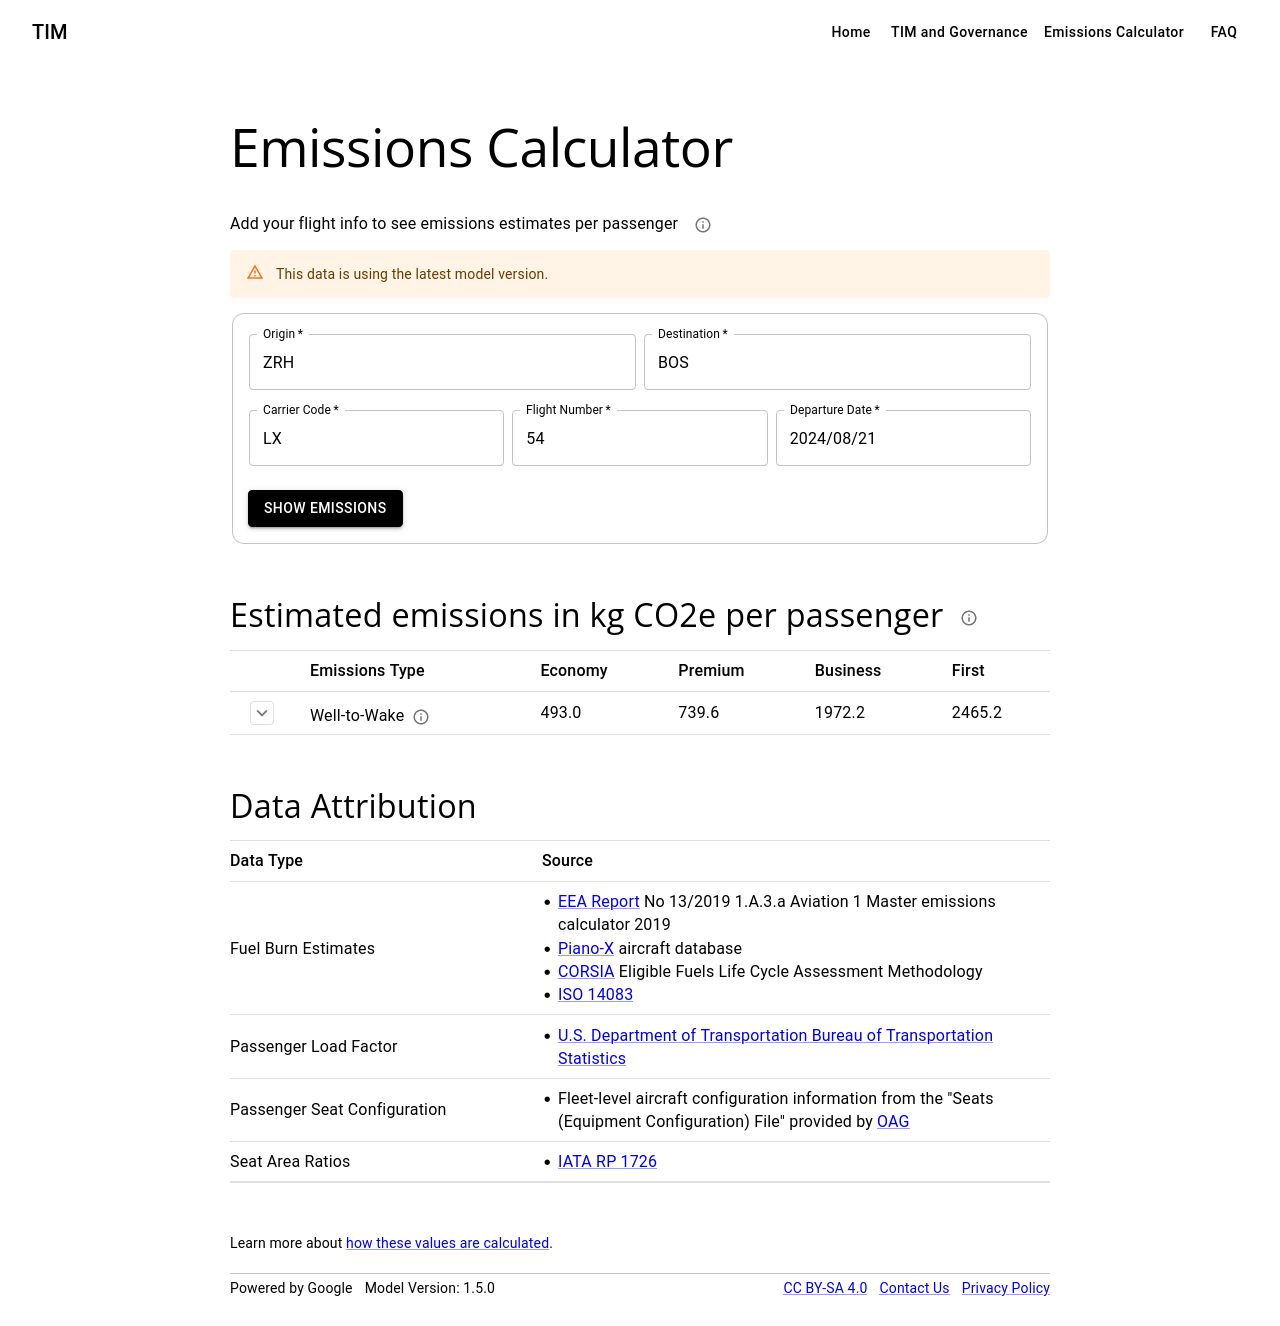 TIM
Home TIM and Governance Emissions Calculator FAQ
Emissions Calculator
Add your flight info to see emissions estimates per passenger
This data is using the latest model version.
Origin * Destination *
ZRH BOS
Carrier Code * Flight Number * Departure Date *
LX 54 2024/08/21
SHOW EMISSIONS
Estimated emissions in kg CO2e per passenger
Emissions Type Economy Premium Business First
Well-to-Wake 493.0 739.6 1972.2 2465.2
Data Attribution
Data Type Source
Fuel Burn Estimates
• EEA Report No 13/2019 1.A.3.a Aviation 1 Master emissions
calculator 2019
• Piano-X aircraft database
• CORSIA Eligible Fuels Life Cycle Assessment Methodology
• ISO 14083
Passenger Load Factor
• U.S. Department of Transportation Bureau of Transportation
Statistics
Passenger Seat Configuration
• Fleet-level aircraft configuration information from the "Seats
(Equipment Configuration) File" provided by OAG
Seat Area Ratios
• IATA RP 1726
Learn more about how these values are calculated.
Powered by Google Model Version: 1.5.0 CC BY-SA 4.0 Contact Us Privacy Policy